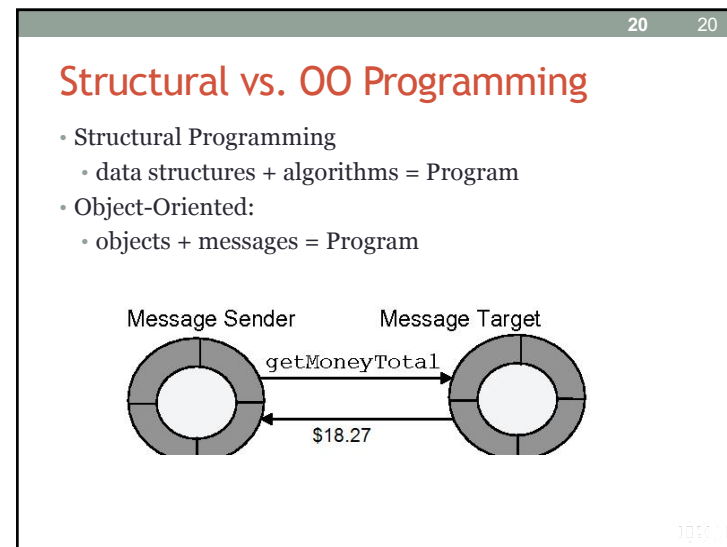 20 20
Structural vs. OO Programming
• Structural Programming
• data structures + algorithms = Program
• Object-Oriented:
• objects + messages = Program
Message Sender Message Target
getMoneyTotal
$18.27